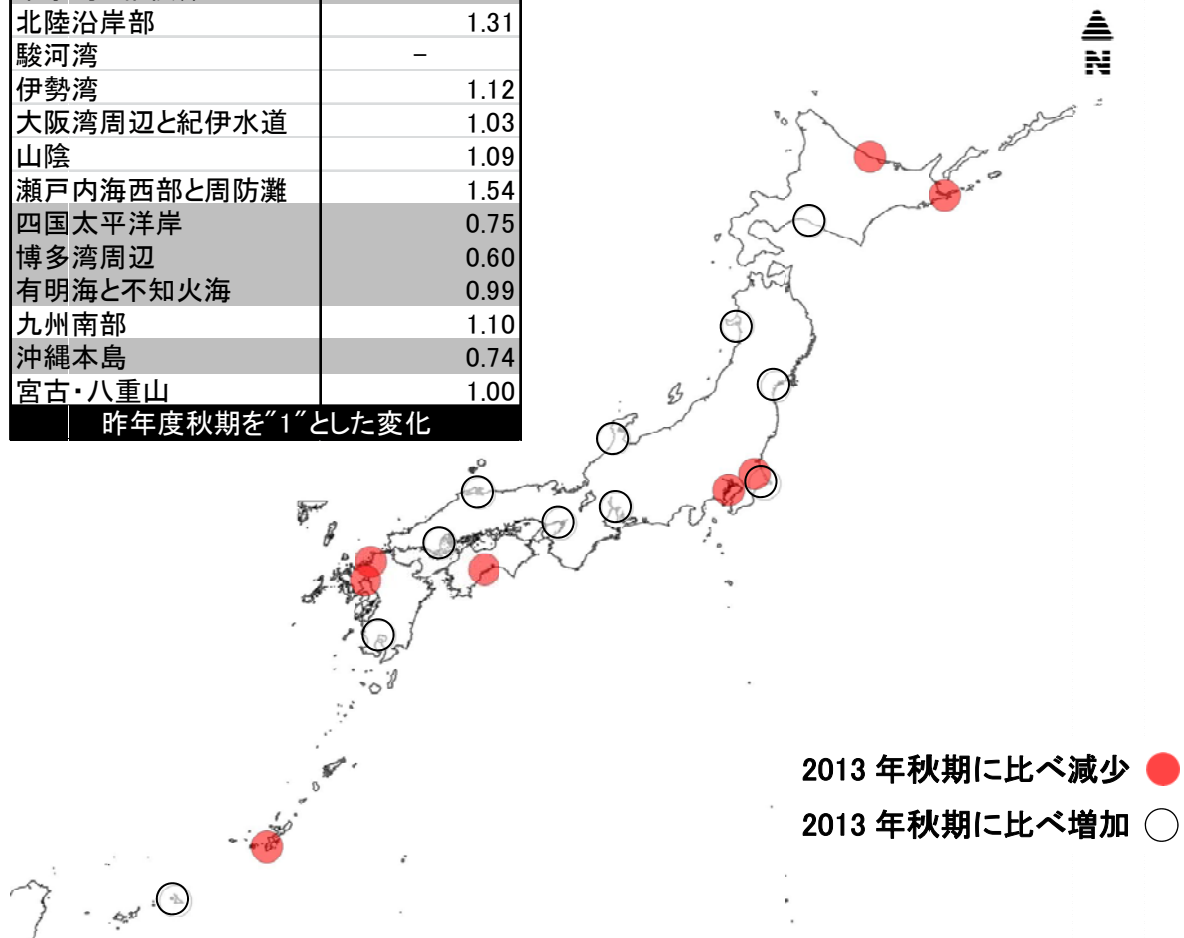 北陸沿岸部 1.31
駿河湾 －
伊勢湾 1.12
大阪湾周辺と紀伊水道 1.03
山陰 1.09
瀬戸内海西部と周防灘 1.54
四国太平洋岸 0.75
博多湾周辺 0.60
有明海と不知火海 0.99
九州南部 1.10
沖縄本島 0.74
宮古・八重山 1.00
昨年度秋期を"1"とした変化
N
2013 年秋期に比べ減少
2013 年秋期に比べ増加